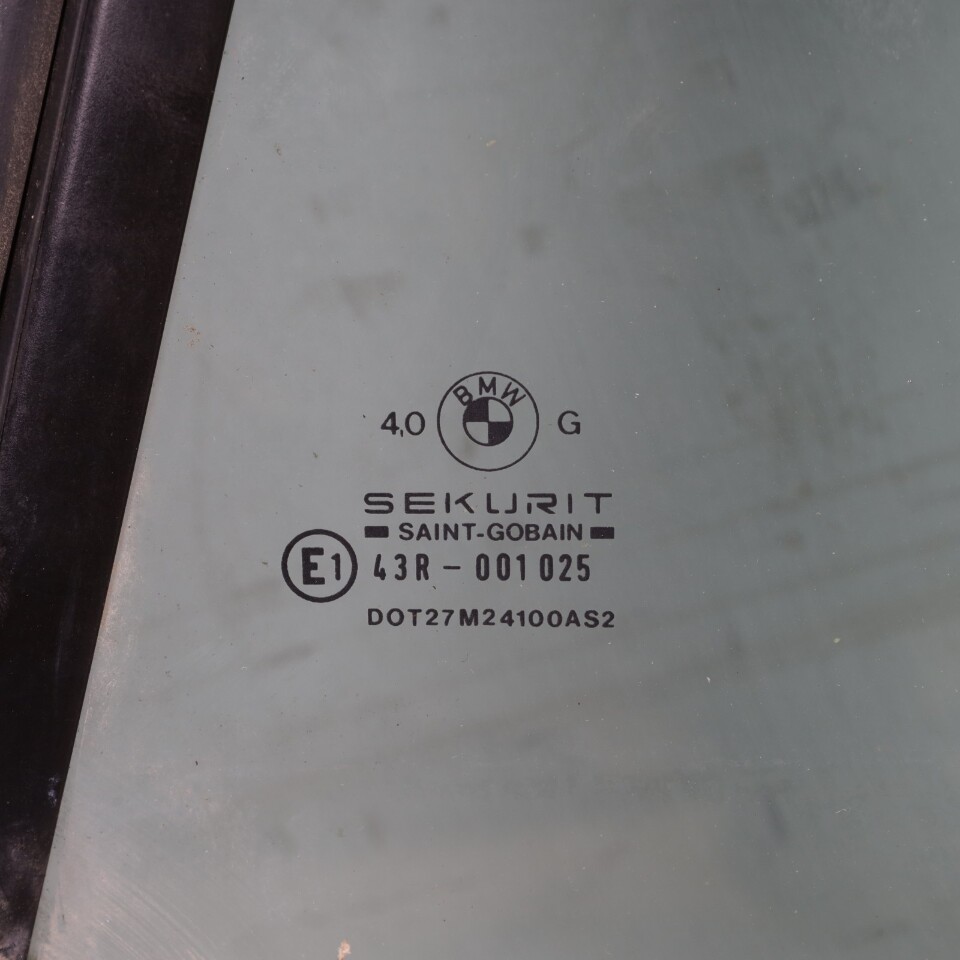 BMW
4,0 G
SEKURIT
SAINT-GOBAIN
E1 43R - 001 025
DOT27M24100AS2